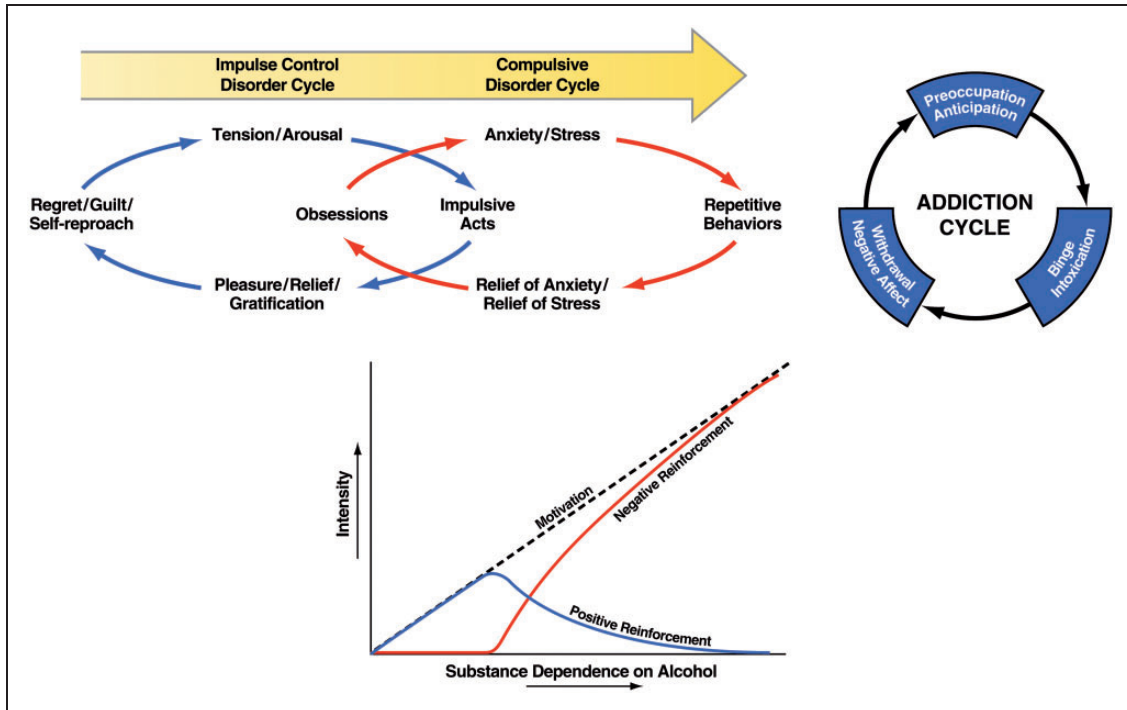 Impulse Control
Disorder Cycle
Compulsive
Disorder Cycle
Tension/Arousal
Anxiety/Stress
Regret/Guilt/
Self-reproach
Obsessions
Impulsive
Acts
Repetitive
Behaviors
Pleasure/Relief/
Gratification
Relief of Anxiety/
Relief of Stress
Preoccupation
Anticipation
ADDICTION
CYCLE
Withdrawal
Negative Affect
Binge
Intoxication
Intensity
Motivation
Negative Reinforcement
Positive Reinforcement
Substance Dependence on Alcohol